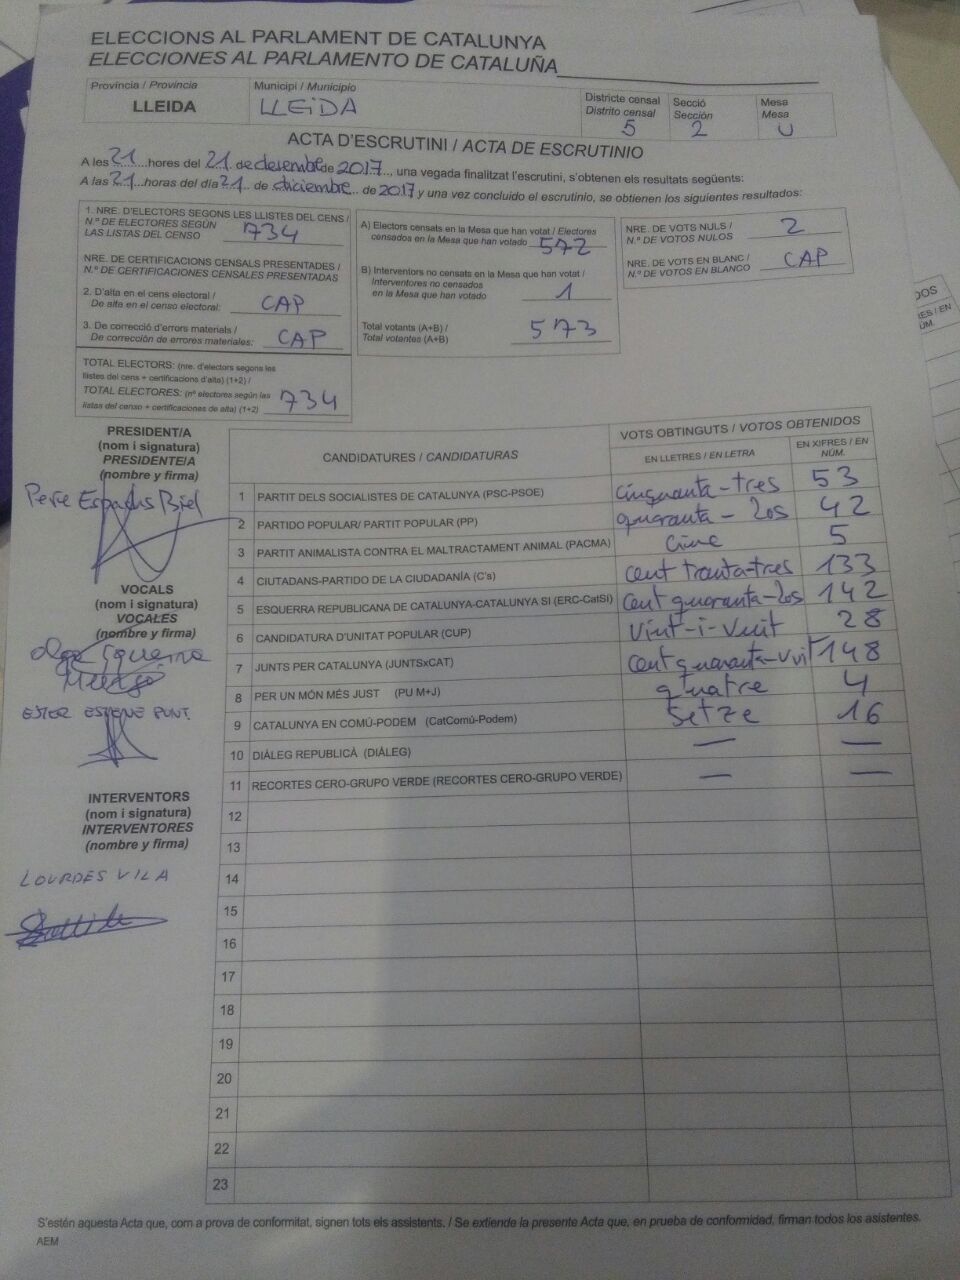 ELECCIONS AL PARLAMENT DE CATALUNYA
ELECCIONES AL PARLAMENTO DE CATALUÑA
Província / Provincia
LLEIDA
Municipi / Municipio
LLEIDA
Districte censal
Distrito censal
5
Secció
Sección
2
Mesa
Mesa
U
ACTA D'ESCRUTINI / ACTA DE ESCRUTINIO
A les 21 ...hores del 21 de desembre de 2017..., una vegada finalitzat l'escrutini, s'obtenen els resultats següents:
A las 21...horas del día 21.. de diciembre.. de 2017 y una vez concluido el escrutinio, se obtienen los siguientes resultados:
1. NRE. D'ELECTORS SEGONS LES LLISTES DEL CENS /
N.º DE ELECTORES SEGÚN
LAS LISTAS DEL CENSO 734
NRE. DE CERTIFICACIONS CENSALS PRESENTADES /
N.º DE CERTIFICACIONES CENSALES PRESENTADAS
2. D'alta en el cens electoral /
De alta en el censo electoral: CAP
3. De correcció d'errors materials /
De corrección de errores materiales: CAP
TOTAL ELECTORS: (nre. d'electors segons les
llistes del cens + certificacions d'alta) (1+2) /
TOTAL ELECTORES: (nº electores según las
listas del censo + certificaciones de alta) (1+2) 734
A) Electors censats en la Mesa que han votat / Electores
censados en la Mesa que han votado 572
B) Interventors no censats en la Mesa que han votat /
Interventores no censados
en la Mesa que han votado 1
Total votants (A+B) /
Total votantes (A+B) 573
NRE. DE VOTS NULS /
N.º DE VOTOS NULOS 2
NRE. DE VOTS EN BLANC /
N.º DE VOTOS EN BLANCO CAP
PRESIDENT/A
(nom i signatura)
PRESIDENTE/A
(nombre y firma)
Pere Espadas Biel
VOCALS
(nom i signatura)
VOCALES
(nombre y firma)
Olga
ESTER ESTEVE PUNT.
INTERVENTORS
(nom i signatura)
INTERVENTORES
(nombre y firma)
LOURDES VILA
CANDIDATURES / CANDIDATURAS
VOTS OBTINGUTS / VOTOS OBTENIDOS
EN LLETRES / EN LETRA
EN XIFRES / EN
NÚM.
1 PARTIT DELS SOCIALISTES DE CATALUNYA (PSC-PSOE) cinquanta-tres 53
2 PARTIDO POPULAR/ PARTIT POPULAR (PP) quaranta-dos 42
3 PARTIT ANIMALISTA CONTRA EL MALTRACTAMENT ANIMAL (PACMA) cinc 5
4 CIUTADANS-PARTIDO DE LA CIUDADANÍA (C's) cent trenta-tres 133
5 ESQUERRA REPUBLICANA DE CATALUNYA-CATALUNYA SI (ERC-CatSí) cent quaranta-dos 142
6 CANDIDATURA D'UNITAT POPULAR (CUP) Vint-i-vuit 28
7 JUNTS PER CATALUNYA (JUNTSxCAT) cent quaranta-vuit 148
8 PER UN MÓN MÉS JUST (PU M+J) quatre 4
9 CATALUNYA EN COMÚ-PODEM (CatComú-Podem) Setze 16
10 DIÀLEG REPUBLICÀ (DIÀLEG) — —
11 RECORTES CERO-GRUPO VERDE (RECORTES CERO-GRUPO VERDE) — —
12
13
14
15
16
17
18
19
20
21
22
23
S'estén aquesta Acta que, com a prova de conformitat, signen tots els assistents. / Se extiende la presente Acta que, en prueba de conformidad, firman todos los asistentes.
AEM